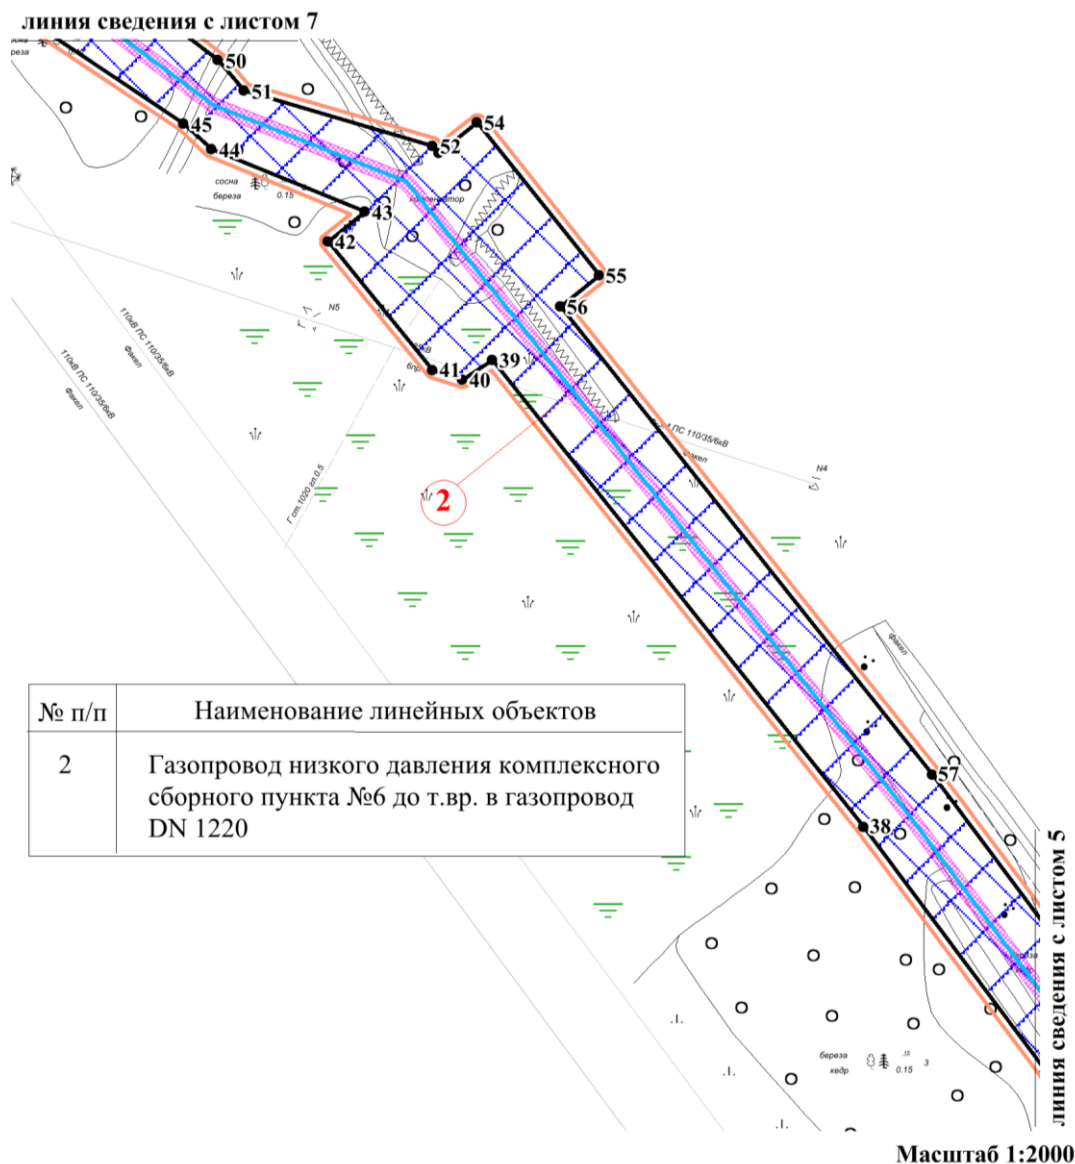 линия сведения с листом 7
50
51
54
52
45
44
сосна
береза
0.15
43
42
55
56
N5
110кВ ПС 110/35/6кВ
Факел
110кВ ПС 110/35/6кВ
Факел
39
41
40
ПС 110/35/6кВ
N4
Г ст.1020 гл.0.5
2
факел
№ п/п
Наименование линейных объектов
2
Газопровод низкого давления комплексного
сборного пункта №6 до т.вр. в газопровод
DN 1220
57
38
береза
кедр
.15
0.15
3
линия сведения с листом 5
Масштаб 1:2000